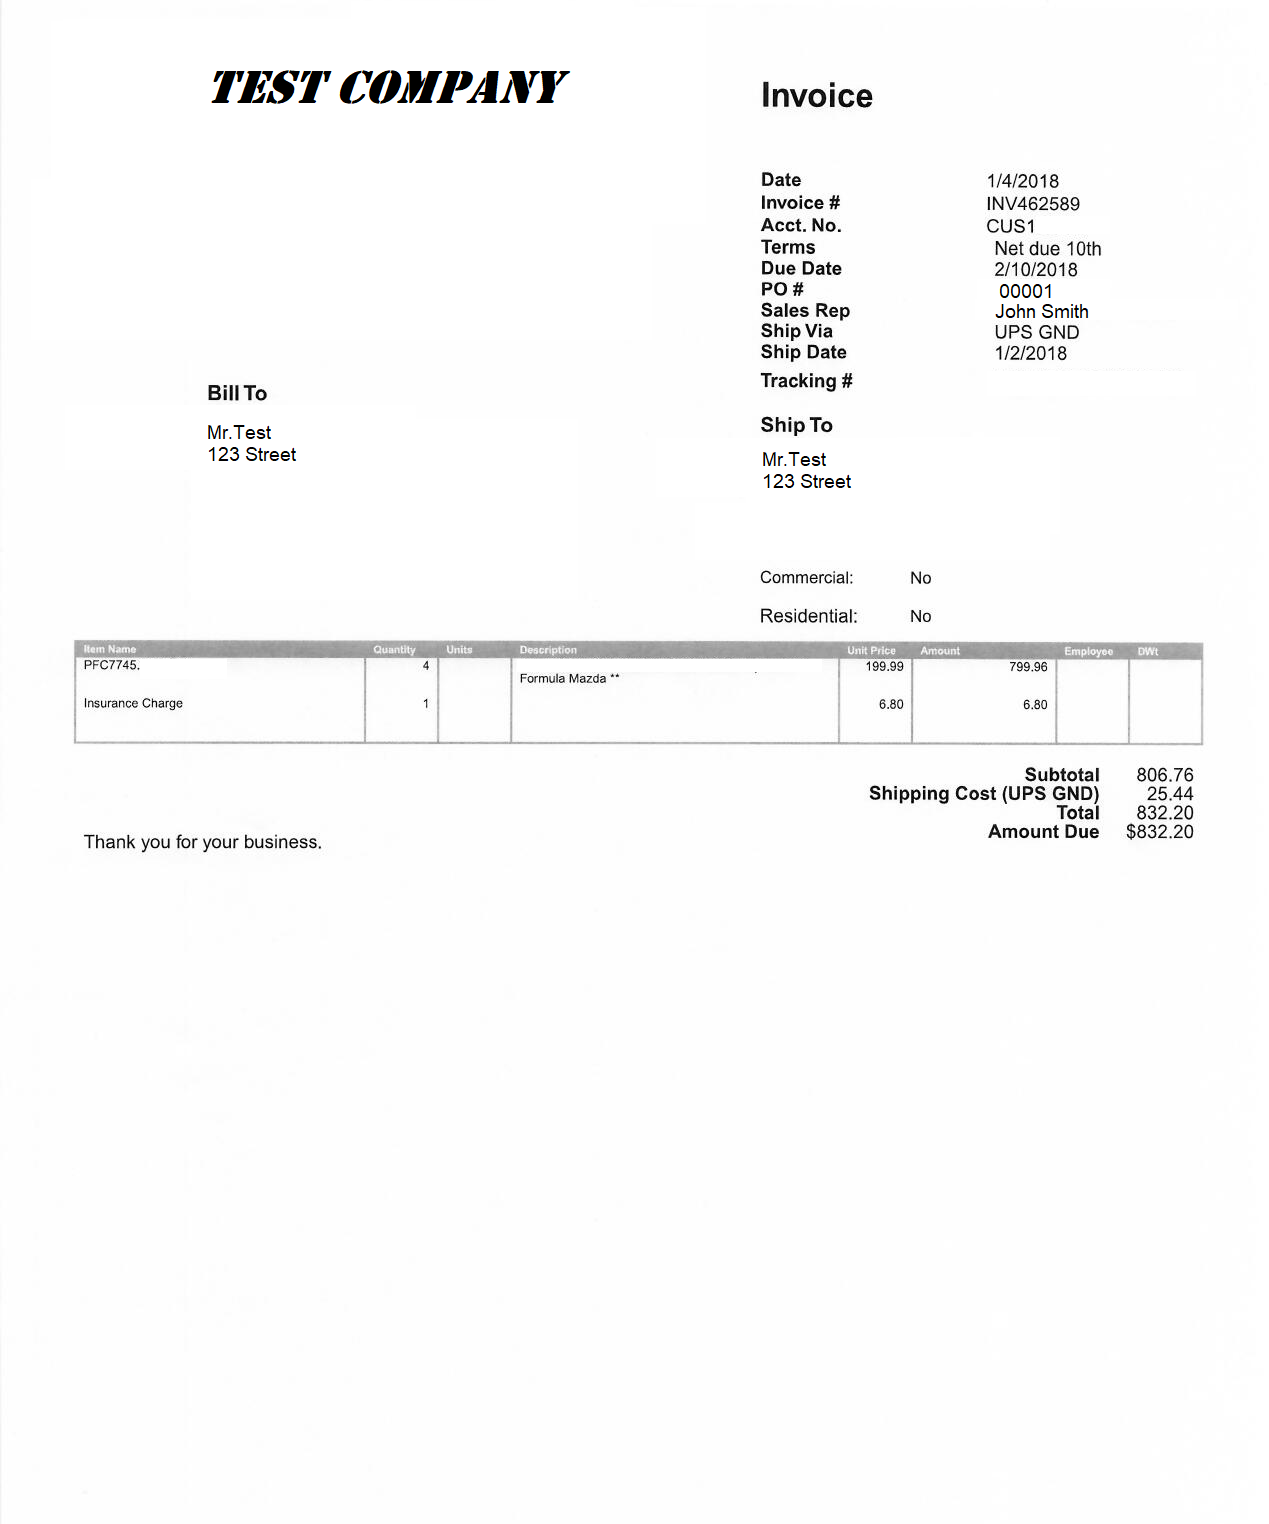 TEST COMPANY
Invoice
Date 1/4/2018
Invoice # INV462589
Acct. No. CUS1
Terms Net due 10th
Due Date 2/10/2018
PO # 00001
Sales Rep John Smith
Ship Via UPS GND
Ship Date 1/2/2018
Tracking #
Bill To
Mr.Test
123 Street
Ship To
Mr.Test
123 Street
Commercial: No
Residential: No
Item Name Quantity Units Description Unit Price Amount Employee DWt
PFC7745. 4 199.99 799.96
Formula Mazda **
Insurance Charge 1 6.80 6.80
Subtotal 806.76
Shipping Cost (UPS GND) 25.44
Total 832.20
Amount Due $832.20
Thank you for your business.